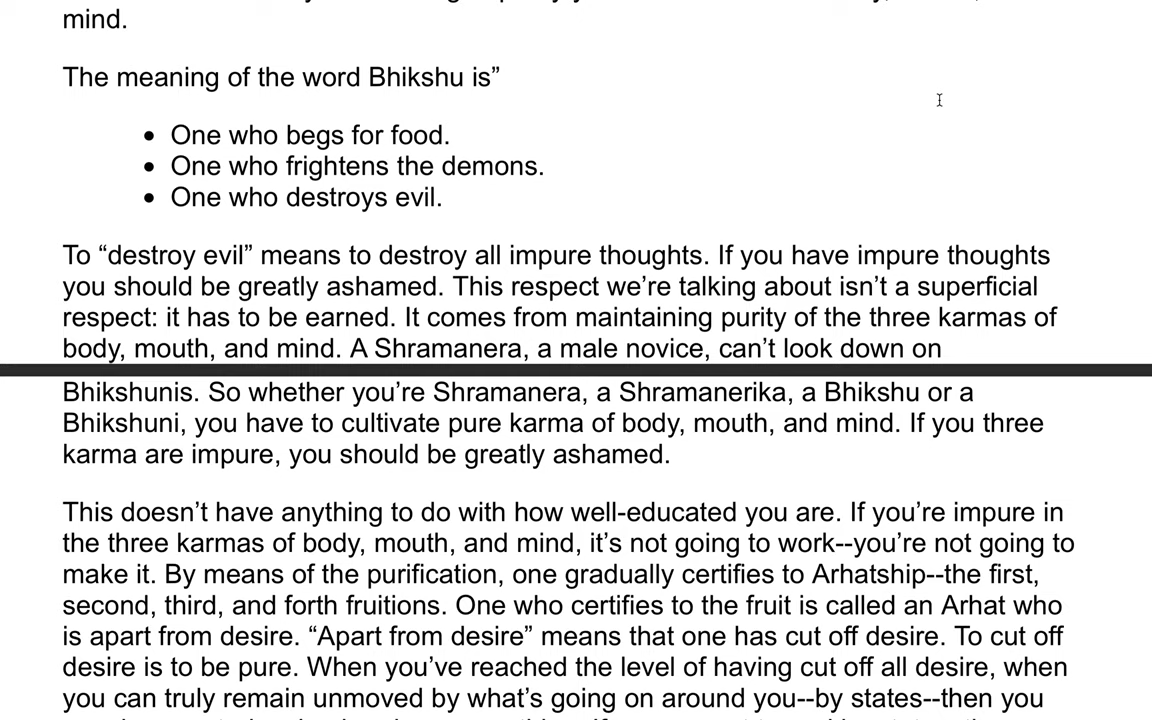 mind.
The meaning of the word Bhikshu is”
• One who begs for food.
• One who frightens the demons.
• One who destroys evil.
To “destroy evil” means to destroy all impure thoughts. If you have impure thoughts
you should be greatly ashamed. This respect we’re talking about isn’t a superficial
respect: it has to be earned. It comes from maintaining purity of the three karmas of
body, mouth, and mind. A Shramanera, a male novice, can’t look down on
Bhikshunis. So whether you’re Shramanera, a Shramanerika, a Bhikshu or a
Bhikshuni, you have to cultivate pure karma of body, mouth, and mind. If you three
karma are impure, you should be greatly ashamed.
This doesn’t have anything to do with how well-educated you are. If you’re impure in
the three karmas of body, mouth, and mind, it’s not going to work--you’re not going to
make it. By means of the purification, one gradually certifies to Arhatship--the first,
second, third, and forth fruitions. One who certifies to the fruit is called an Arhat who
is apart from desire. “Apart from desire” means that one has cut off desire. To cut off
desire is to be pure. When you’ve reached the level of having cut off all desire, when
you can truly remain unmoved by what’s going on around you--by states--then you